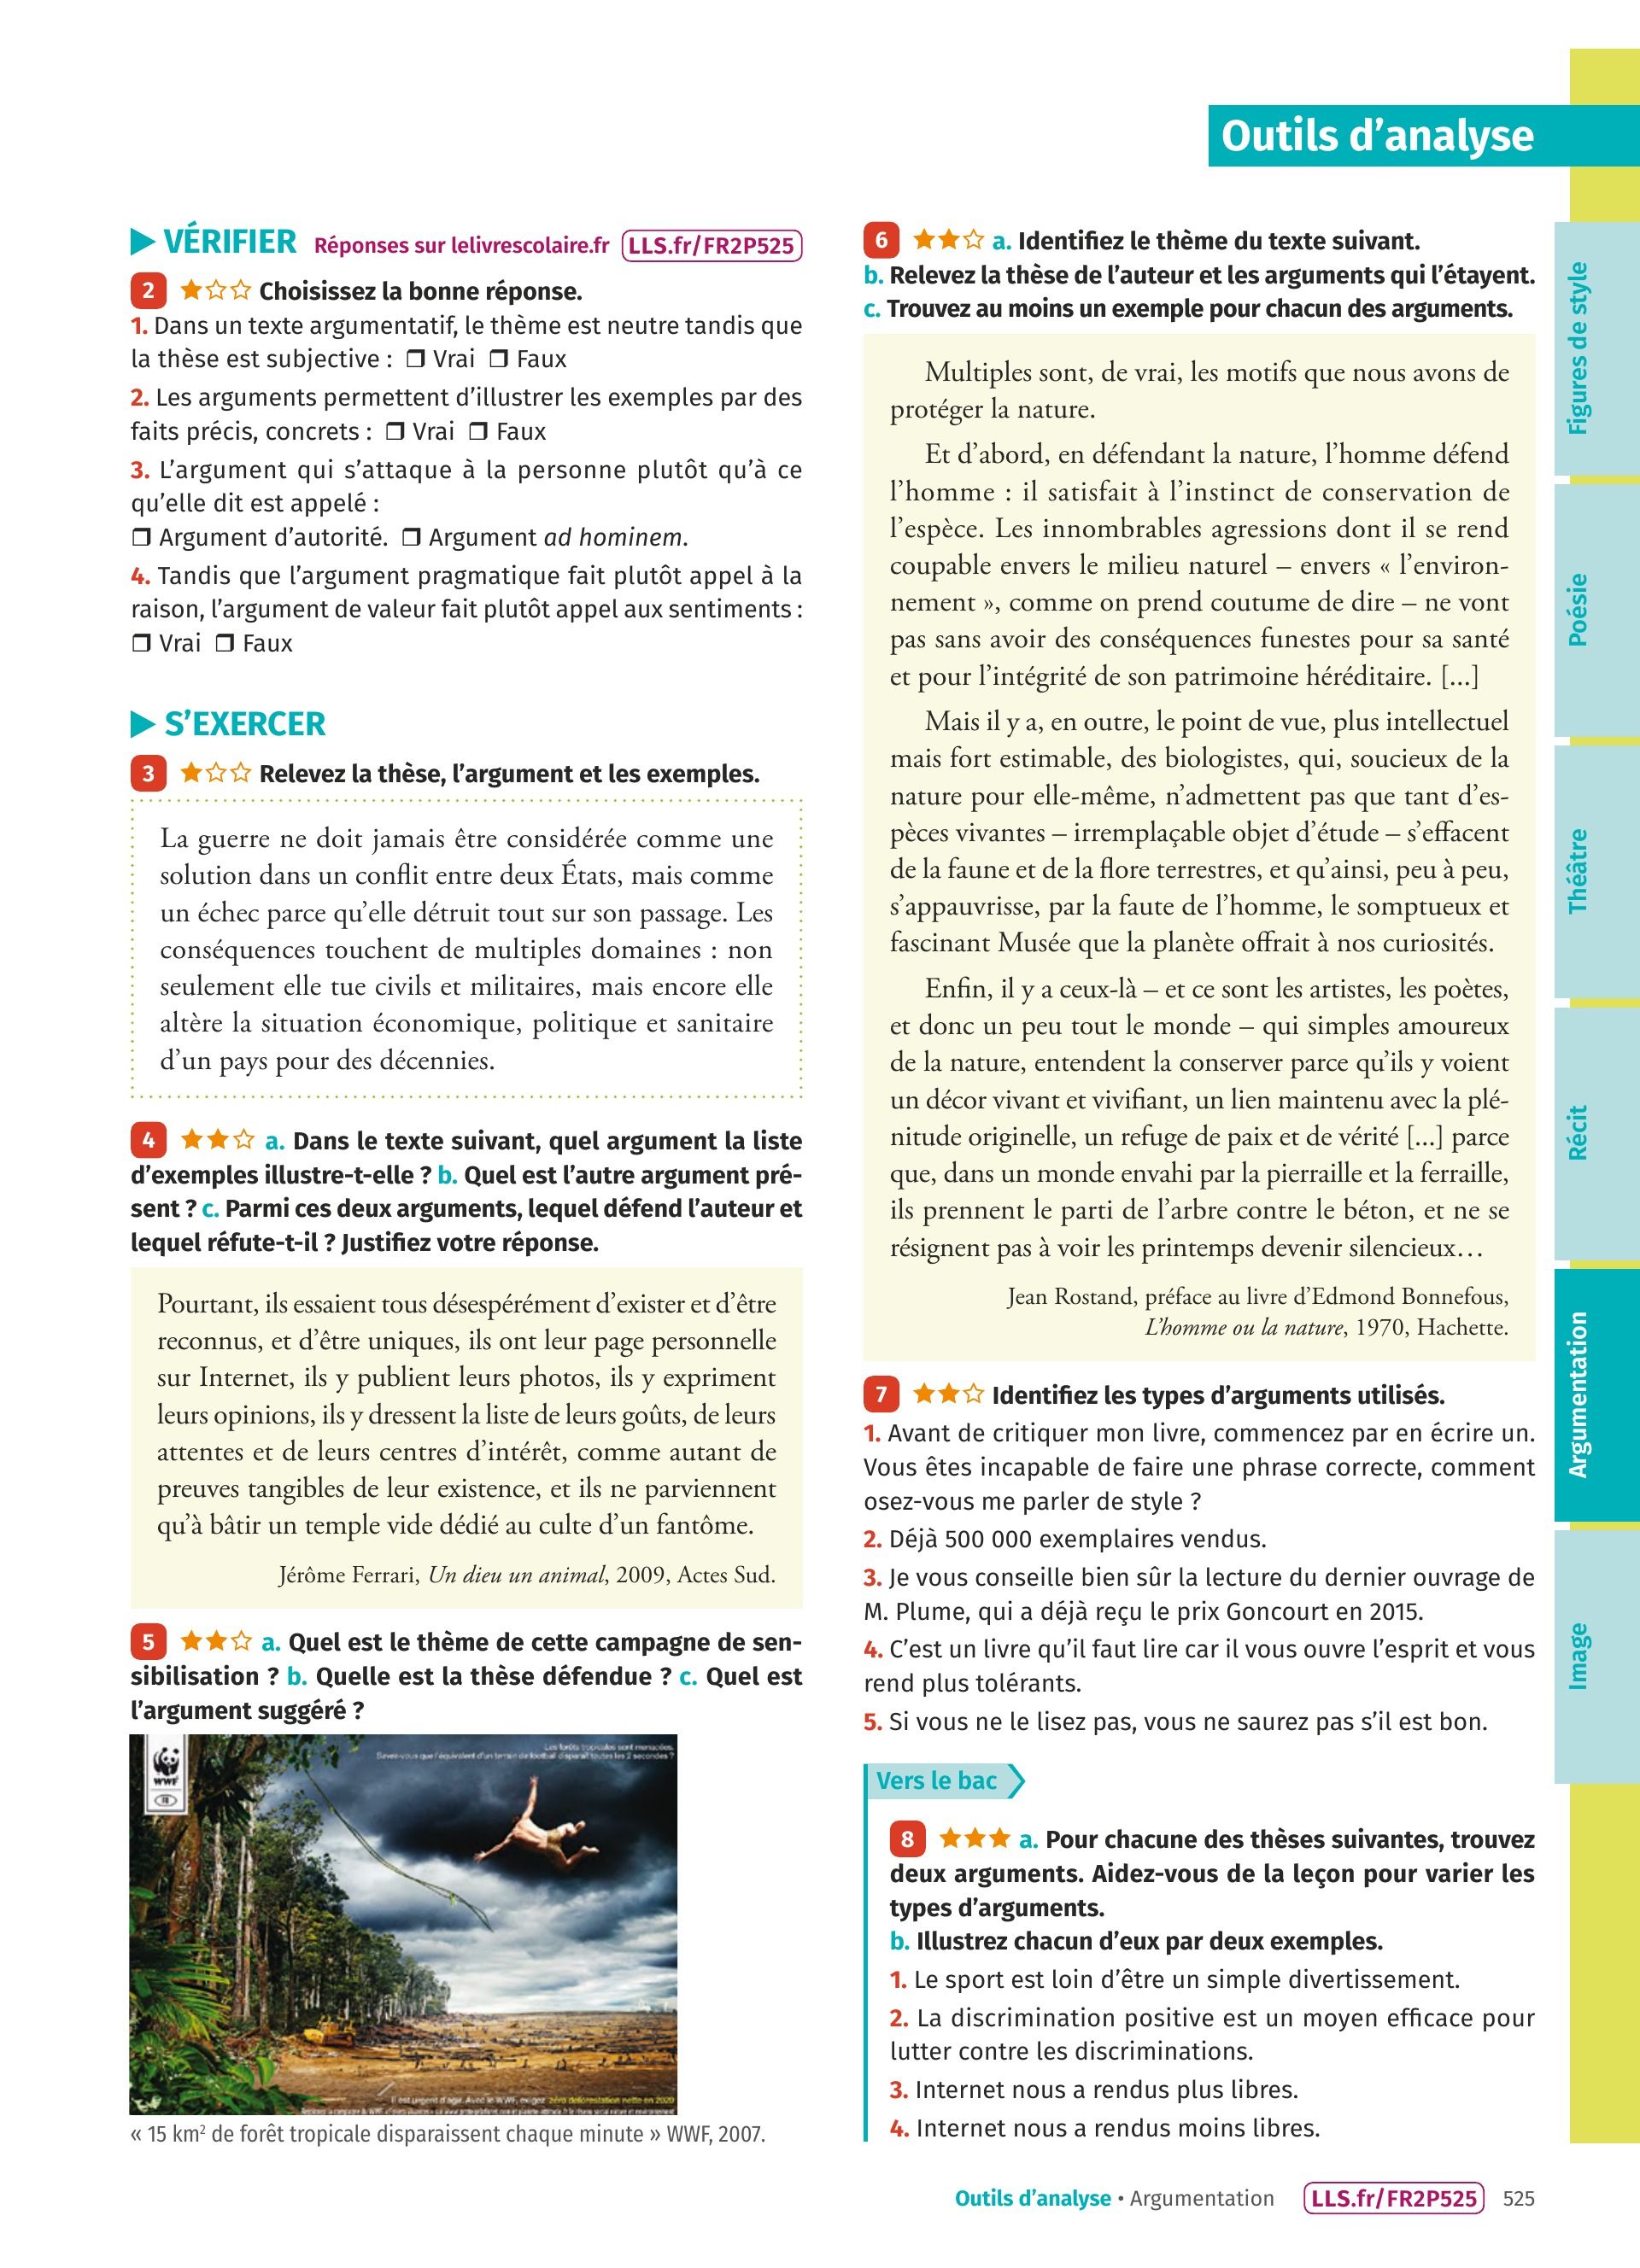 Outils d'analyse
▶ VÉRIFIER Réponses sur lelivrescolaire.fr LLS.fr/FR2P525
2 ★☆☆ Choisissez la bonne réponse.
1. Dans un texte argumentatif, le thème est neutre tandis que
la thèse est subjective : ❒ Vrai ❒ Faux
2. Les arguments permettent d'illustrer les exemples par des
faits précis, concrets : ❒ Vrai ❒ Faux
3. L'argument qui s'attaque à la personne plutôt qu'à ce
qu'elle dit est appelé :
❒ Argument d'autorité. ❒ Argument ad hominem.
4. Tandis que l'argument pragmatique fait plutôt appel à la
raison, l'argument de valeur fait plutôt appel aux sentiments :
❒ Vrai ❒ Faux
▶ S'EXERCER
3 ★☆☆ Relevez la thèse, l'argument et les exemples.
La guerre ne doit jamais être considérée comme une
solution dans un conflit entre deux États, mais comme
un échec parce qu'elle détruit tout sur son passage. Les
conséquences touchent de multiples domaines : non
seulement elle tue civils et militaires, mais encore elle
altère la situation économique, politique et sanitaire
d'un pays pour des décennies.
4 ★★☆ a. Dans le texte suivant, quel argument la liste
d'exemples illustre-t-elle ? b. Quel est l'autre argument pré-
sent ? c. Parmi ces deux arguments, lequel défend l'auteur et
lequel réfute-t-il ? Justifiez votre réponse.
Pourtant, ils essaient tous désespérément d'exister et d'être
reconnus, et d'être uniques, ils ont leur page personnelle
sur Internet, ils y publient leurs photos, ils y expriment
leurs opinions, ils y dressent la liste de leurs goûts, de leurs
attentes et de leurs centres d'intérêt, comme autant de
preuves tangibles de leur existence, et ils ne parviennent
qu'à bâtir un temple vide dédié au culte d'un fantôme.
Jérôme Ferrari, Un dieu un animal, 2009, Actes Sud.
5 ★★☆ a. Quel est le thème de cette campagne de sen-
sibilisation ? b. Quelle est la thèse défendue ? c. Quel est
l'argument suggéré ?
WWF
Les forêts tropicales sont menacées.
Savez-vous que l'équivalent d'un terrain de football disparaît toutes les 2 secondes ?
Il est urgent d'agir. Avec le WWF, exigez zéro déforestation nette en 2020
« 15 km² de forêt tropicale disparaissent chaque minute » WWF, 2007.
6 ★★☆ a. Identifiez le thème du texte suivant.
b. Relevez la thèse de l'auteur et les arguments qui l'étayent.
c. Trouvez au moins un exemple pour chacun des arguments.
Multiples sont, de vrai, les motifs que nous avons de
protéger la nature.
Et d'abord, en défendant la nature, l'homme défend
l'homme : il satisfait à l'instinct de conservation de
l'espèce. Les innombrables agressions dont il se rend
coupable envers le milieu naturel – envers « l'environ-
nement », comme on prend coutume de dire – ne vont
pas sans avoir des conséquences funestes pour sa santé
et pour l'intégrité de son patrimoine héréditaire. [...]
Mais il y a, en outre, le point de vue, plus intellectuel
mais fort estimable, des biologistes, qui, soucieux de la
nature pour elle-même, n'admettent pas que tant d'es-
pèces vivantes – irremplaçable objet d'étude – s'effacent
de la faune et de la flore terrestres, et qu'ainsi, peu à peu,
s'appauvrisse, par la faute de l'homme, le somptueux et
fascinant Musée que la planète offrait à nos curiosités.
Enfin, il y a ceux-là – et ce sont les artistes, les poètes,
et donc un peu tout le monde – qui simples amoureux
de la nature, entendent la conserver parce qu'ils y voient
un décor vivant et vivifiant, un lien maintenu avec la plé-
nitude originelle, un refuge de paix et de vérité [...] parce
que, dans un monde envahi par la pierraille et la ferraille,
ils prennent le parti de l'arbre contre le béton, et ne se
résignent pas à voir les printemps devenir silencieux...
Jean Rostand, préface au livre d'Edmond Bonnefous,
L'homme ou la nature, 1970, Hachette.
7 ★★☆ Identifiez les types d'arguments utilisés.
1. Avant de critiquer mon livre, commencez par en écrire un.
Vous êtes incapable de faire une phrase correcte, comment
osez-vous me parler de style ?
2. Déjà 500 000 exemplaires vendus.
3. Je vous conseille bien sûr la lecture du dernier ouvrage de
M. Plume, qui a déjà reçu le prix Goncourt en 2015.
4. C'est un livre qu'il faut lire car il vous ouvre l'esprit et vous
rend plus tolérants.
5. Si vous ne le lisez pas, vous ne saurez pas s'il est bon.
Vers le bac
8 ★★★ a. Pour chacune des thèses suivantes, trouvez
deux arguments. Aidez-vous de la leçon pour varier les
types d'arguments.
b. Illustrez chacun d'eux par deux exemples.
1. Le sport est loin d'être un simple divertissement.
2. La discrimination positive est un moyen efficace pour
lutter contre les discriminations.
3. Internet nous a rendus plus libres.
4. Internet nous a rendus moins libres.
Figures de style
Poésie
Théâtre
Récit
Argumentation
Image
Outils d'analyse • Argumentation LLS.fr/FR2P525 525